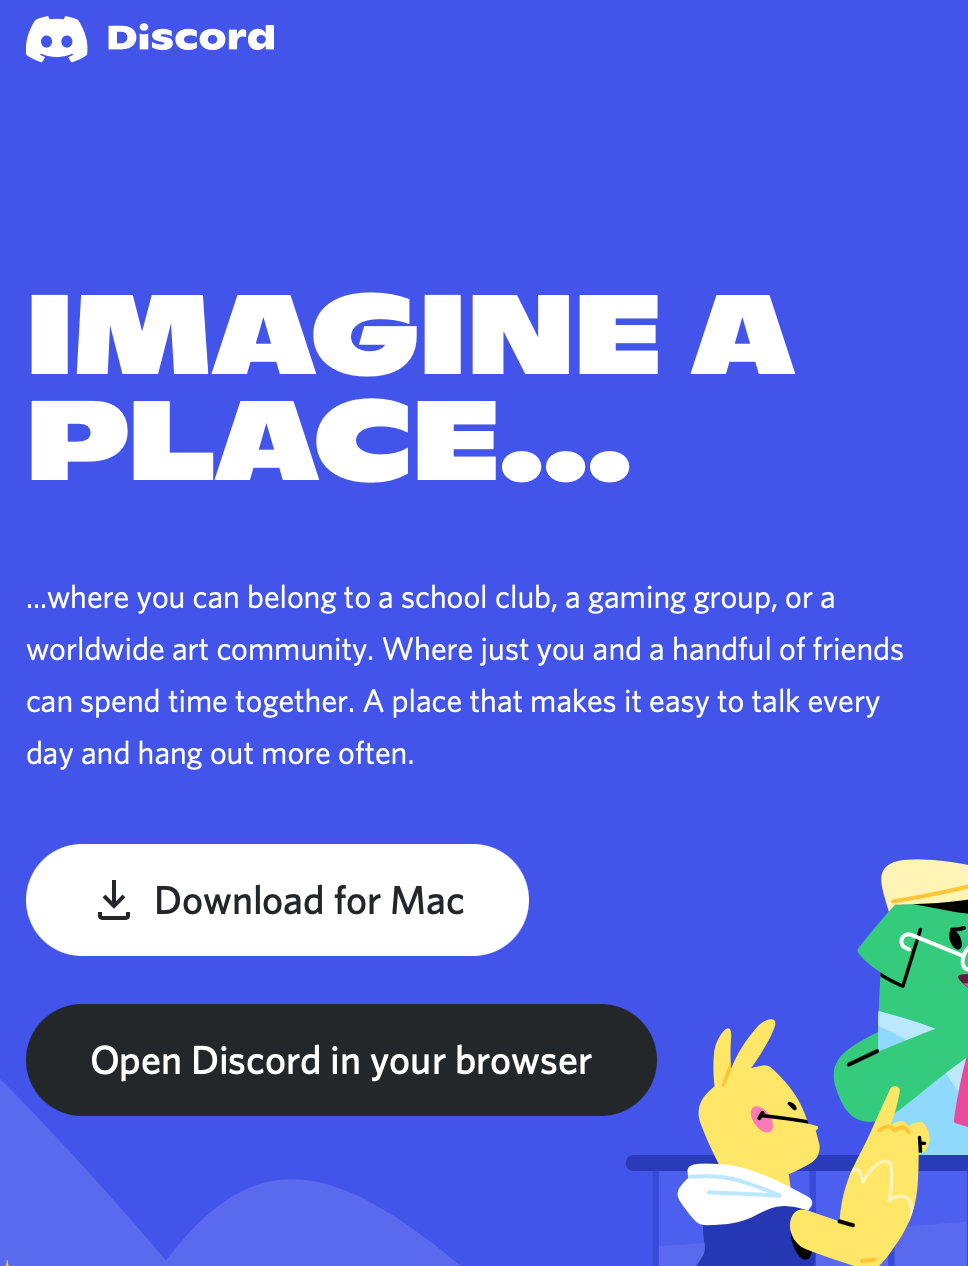 Discord
IMAGINE A
PLACE...
...where you can belong to a school club, a gaming group, or a
worldwide art community. Where just you and a handful of friends
can spend time together. A place that makes it easy to talk every
day and hang out more often.
Download for Mac
Open Discord in your browser